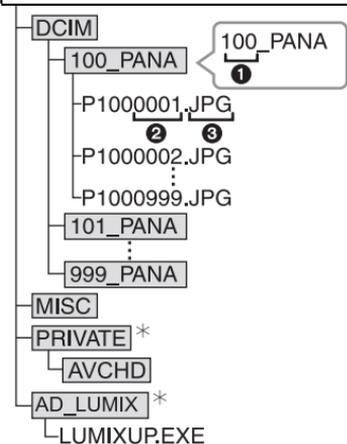 DCIM
100_PANA
100_PANA
❶
P1000001.JPG
❷ ❸
P1000002.JPG
P1000999.JPG
101_PANA
999_PANA
MISC
PRIVATE *
AVCHD
AD_LUMIX *
LUMIXUP.EXE